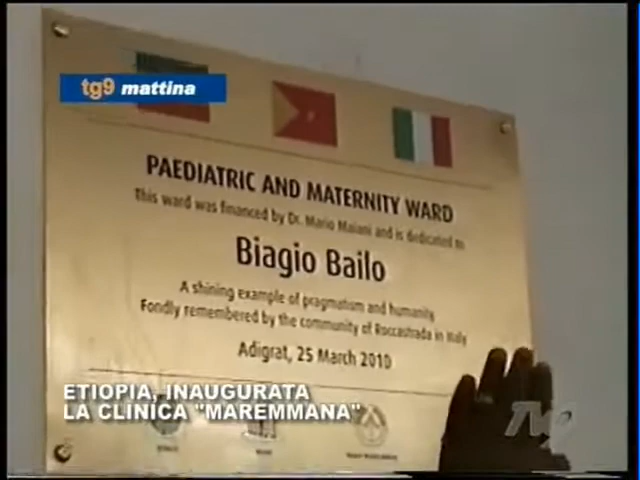 tg9 mattina
PAEDIATRIC AND MATERNITY WARD
This ward was financed by Dr. Mario Maiani and is dedicated to
Biagio Bailo
A shining example of pragmatism and humanity
Fondly remembered by the community of Roccastrada in Italy
Adigrat, 25 March 2010
ETIOPIA, INAUGURATA
LA CLINICA "MAREMMANA"
TV9